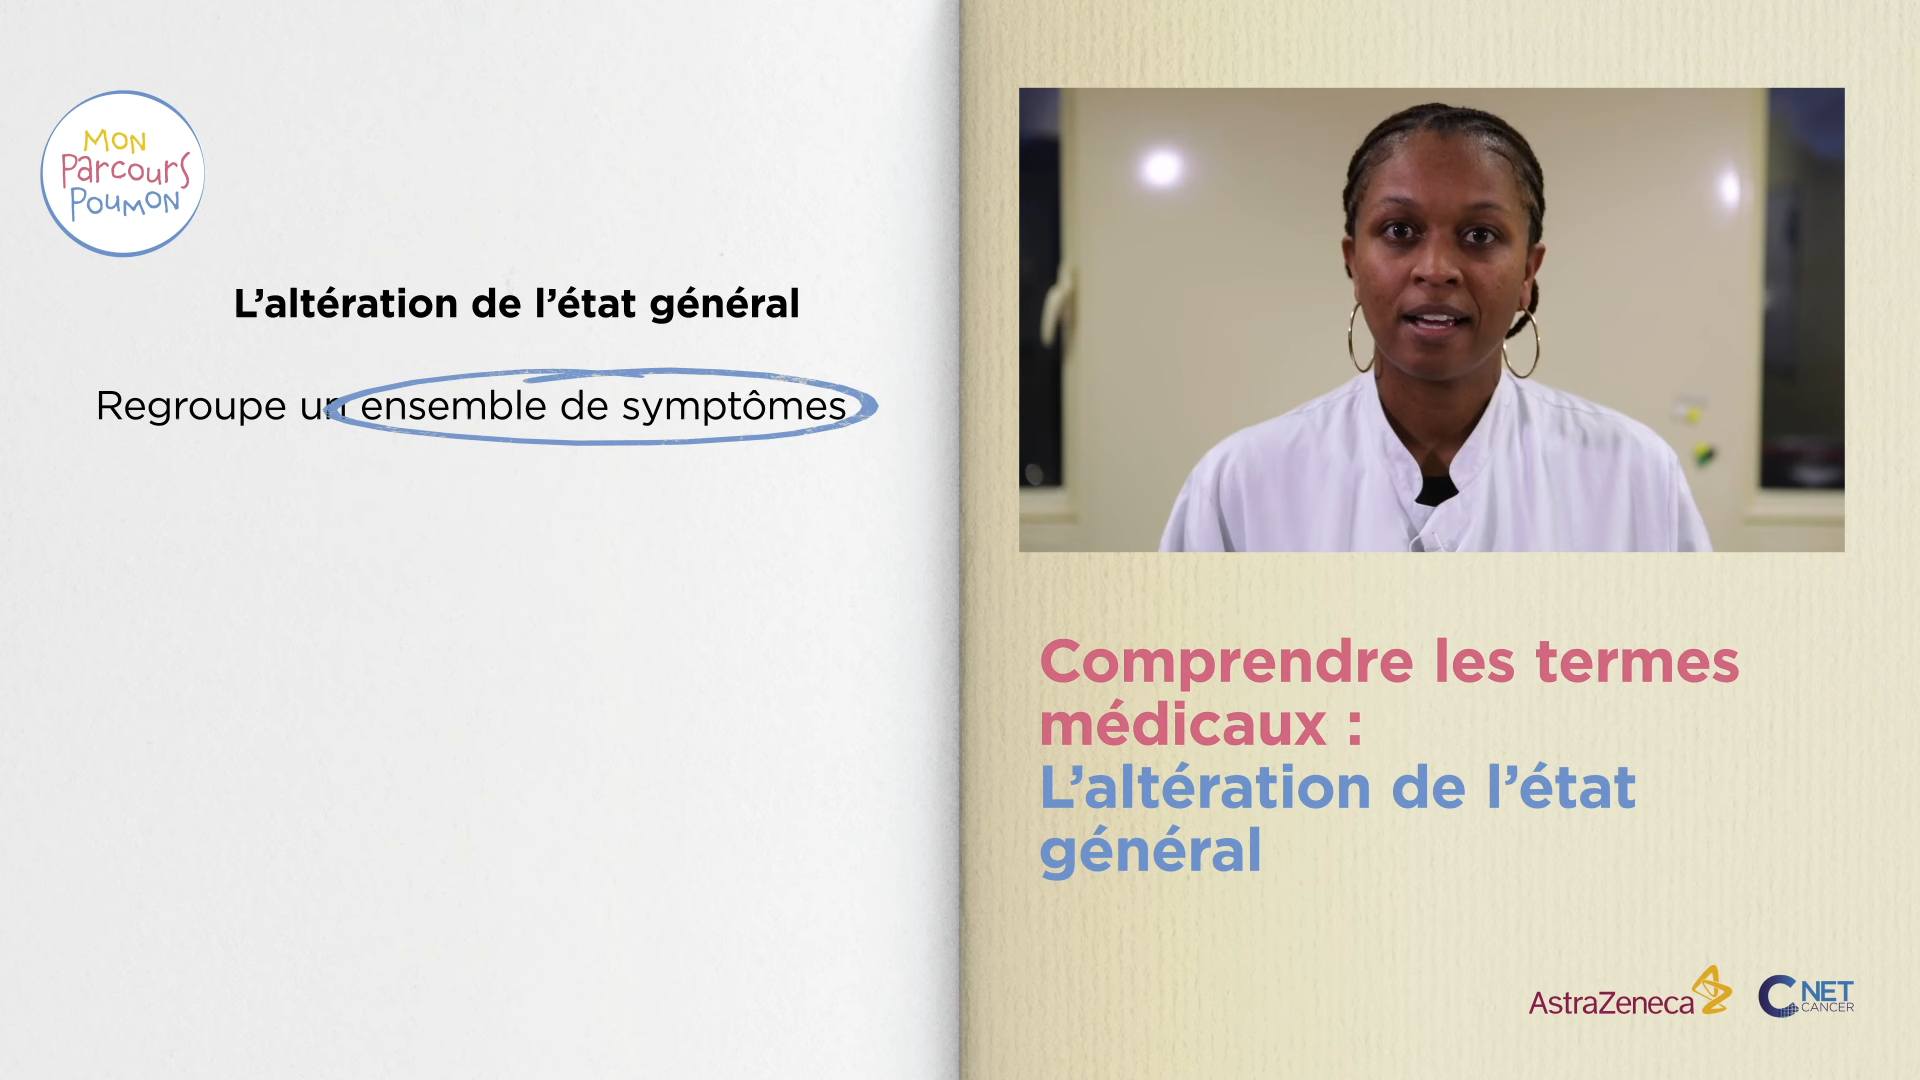 MON
Parcours
POUMON
L'altération de l'état général
Regroupe un ensemble de symptômes
Comprendre les termes
médicaux :
L'altération de l'état
général
AstraZeneca
C NET
CANCER